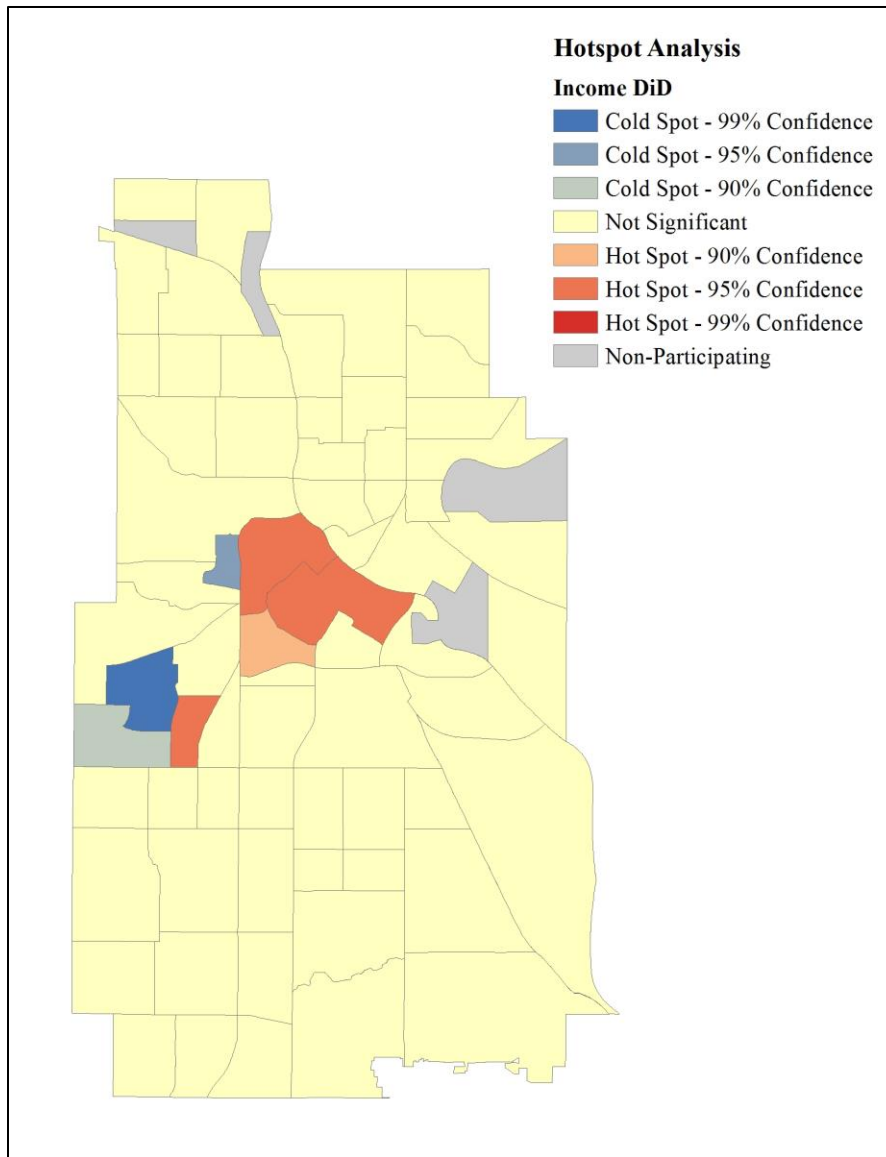 Hotspot Analysis
Income DiD
Cold Spot - 99% Confidence
Cold Spot - 95% Confidence
Cold Spot - 90% Confidence
Not Significant
Hot Spot - 90% Confidence
Hot Spot - 95% Confidence
Hot Spot - 99% Confidence
Non-Participating